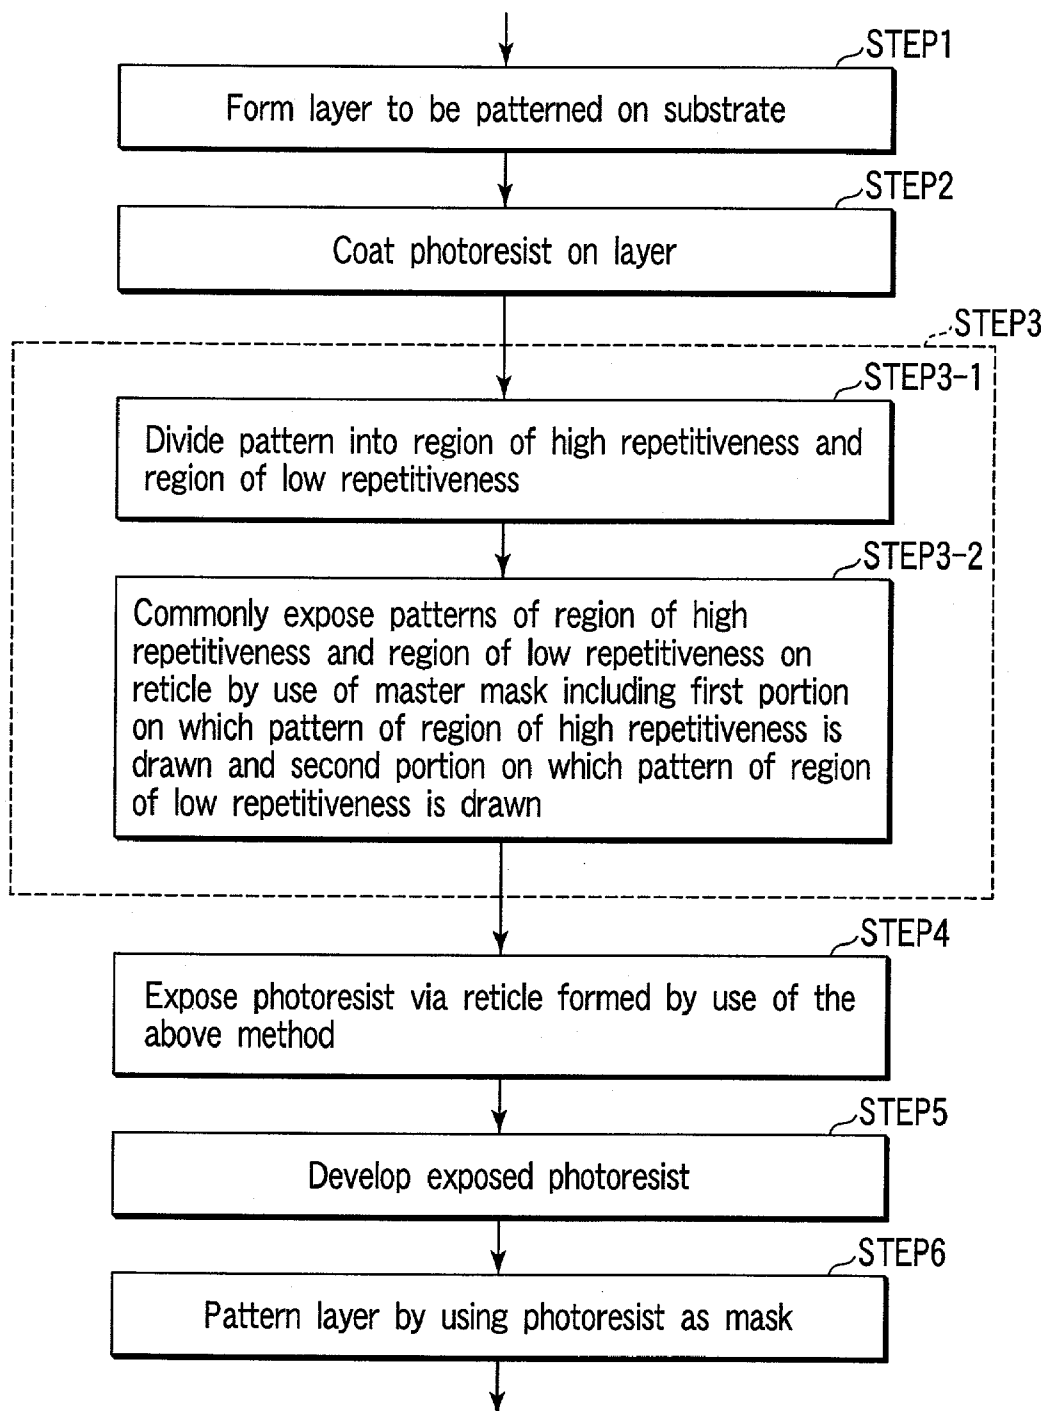 STEP1
Form layer to be patterned on substrate
STEP2
Coat photoresist on layer
STEP3
STEP3-1
Divide pattern into region of high repetitiveness and
region of low repetitiveness
STEP3-2
Commonly expose patterns of region of high
repetitiveness and region of low repetitiveness on
reticle by use of master mask including first portion
on which pattern of region of high repetitiveness is
drawn and second portion on which pattern of region
of low repetitiveness is drawn
STEP4
Expose photoresist via reticle formed by use of the
above method
STEP5
Develop exposed photoresist
STEP6
Pattern layer by using photoresist as mask